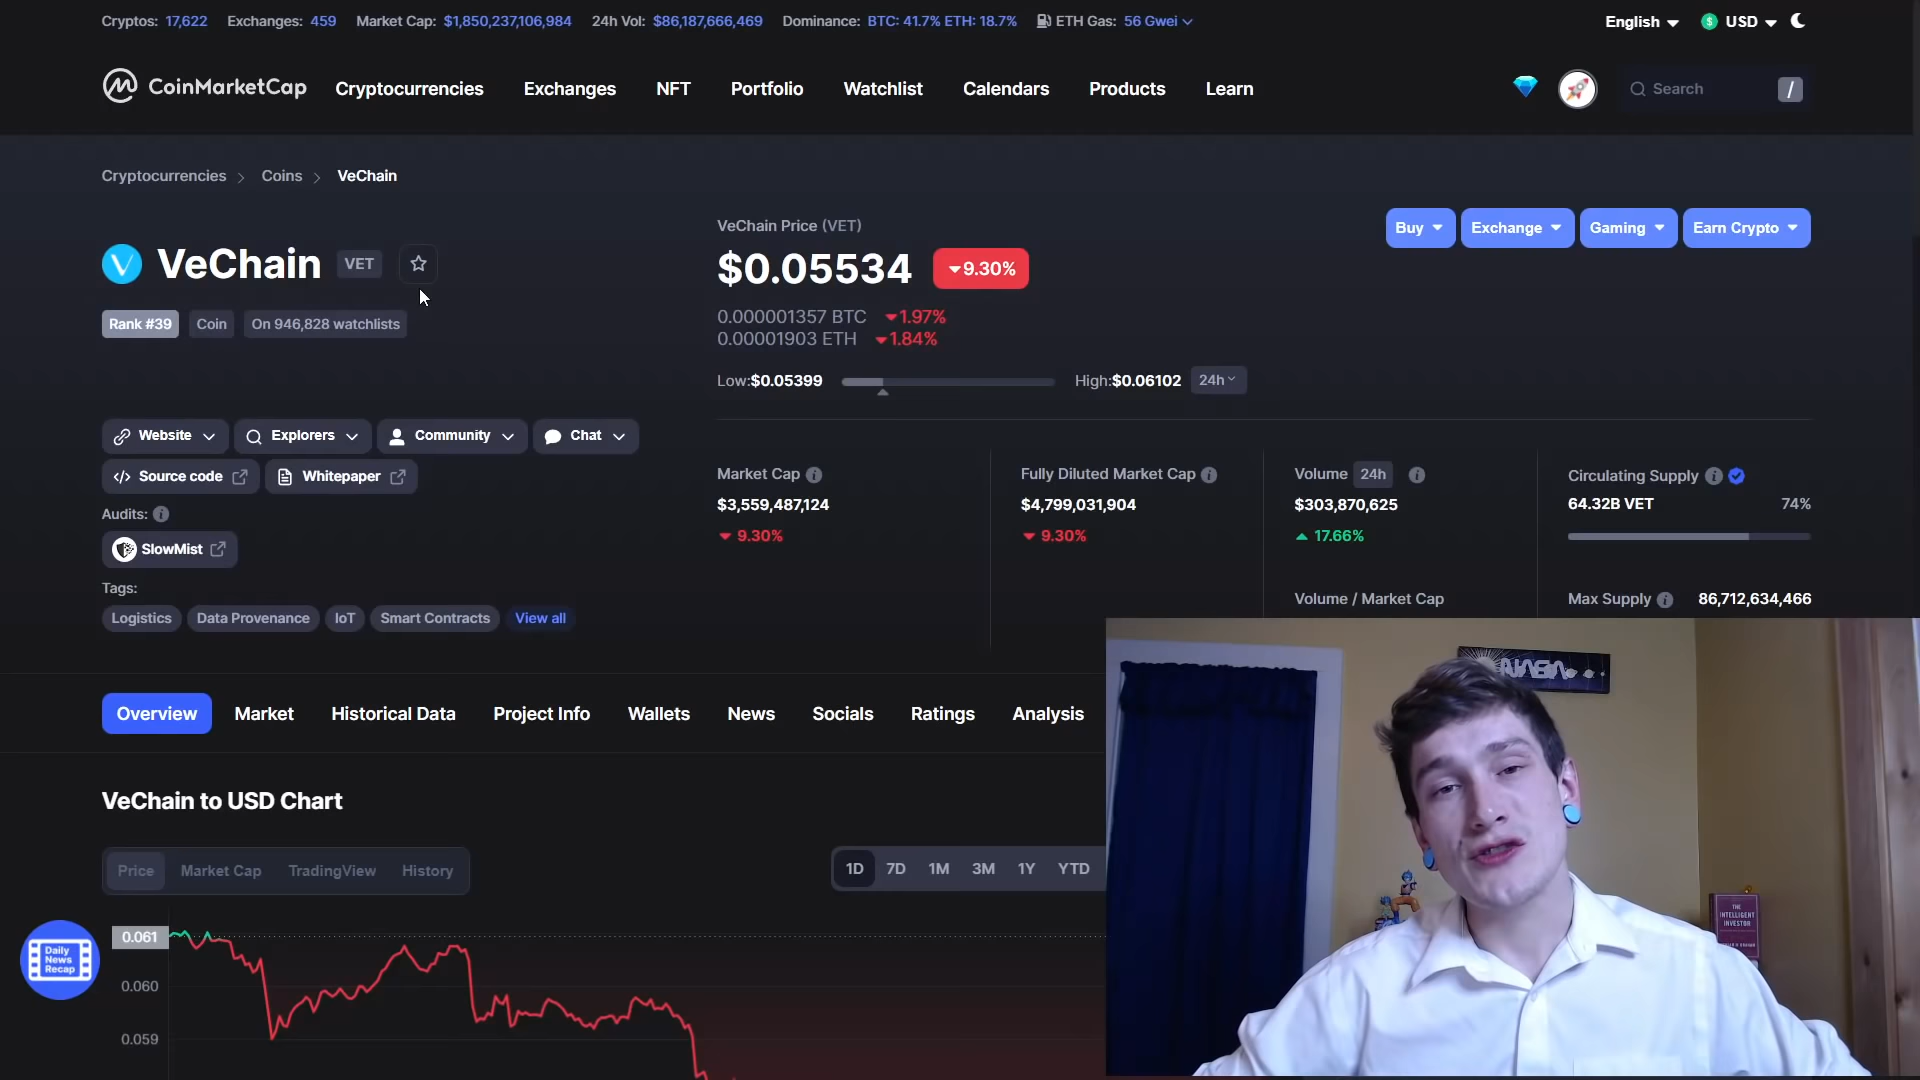 Cryptos: 17,622 Exchanges: 459 Market Cap: $1,850,237,106,984 24h Vol: $86,187,666,469 Dominance: BTC: 41.7% ETH: 18.7% ETH Gas: 56 Gwei English USD
CoinMarketCap Cryptocurrencies Exchanges NFT Portfolio Watchlist Calendars Products Learn Search /
Cryptocurrencies Coins VeChain
VeChain Price (VET)
Buy Exchange Gaming Earn Crypto
VeChain VET
$0.05534 9.30%
0.000001357 BTC 1.97%
Rank #39 Coin On 946,828 watchlists
0.00001903 ETH 1.84%
Low:$0.05399 High:$0.06102 24h
Website Explorers Community Chat
Source code Whitepaper
Market Cap Fully Diluted Market Cap Volume 24h Circulating Supply
$3,559,487,124 $4,799,031,904 $303,870,625 64.32B VET 74%
Audits:
9.30% 9.30% 17.66%
SlowMist
Tags:
Volume / Market Cap Max Supply 86,712,634,466
Logistics Data Provenance IoT Smart Contracts View all
NASA
Overview Market Historical Data Project Info Wallets News Socials Ratings Analysis
VeChain to USD Chart
Price Market Cap TradingView History 1D 7D 1M 3M 1Y YTD
THE
INTELLIGENT
INVESTOR
0.061
Daily
News
Recap
0.060
0.059